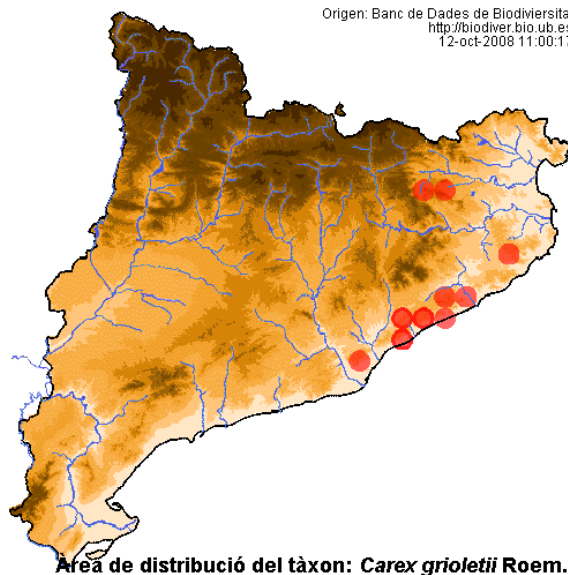 Origen: Banc de Dades de Biodiversita
http://biodiver.bio.ub.es
12-oct-2008 11:00:17
Àrea de distribució del tàxon: Carex grioletii Roem.